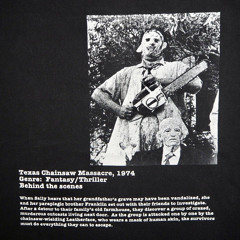 Texas Chainsaw Massacre, 1974
Genre: Fantasy/Thriller
Behind the scenes
When Sally hears that her grandfather's grave may have been vandalized, she
and her paraplegic brother Franklin set out with their friends to investigate.
After a detour to their family's old farmhouse, they discover a group of crazed,
murderous outcasts living next door. As the group is attacked one by one by the
chainsaw-wielding Leatherface, who wears a mask of human skin, the survivors
must do everything they can to escape.